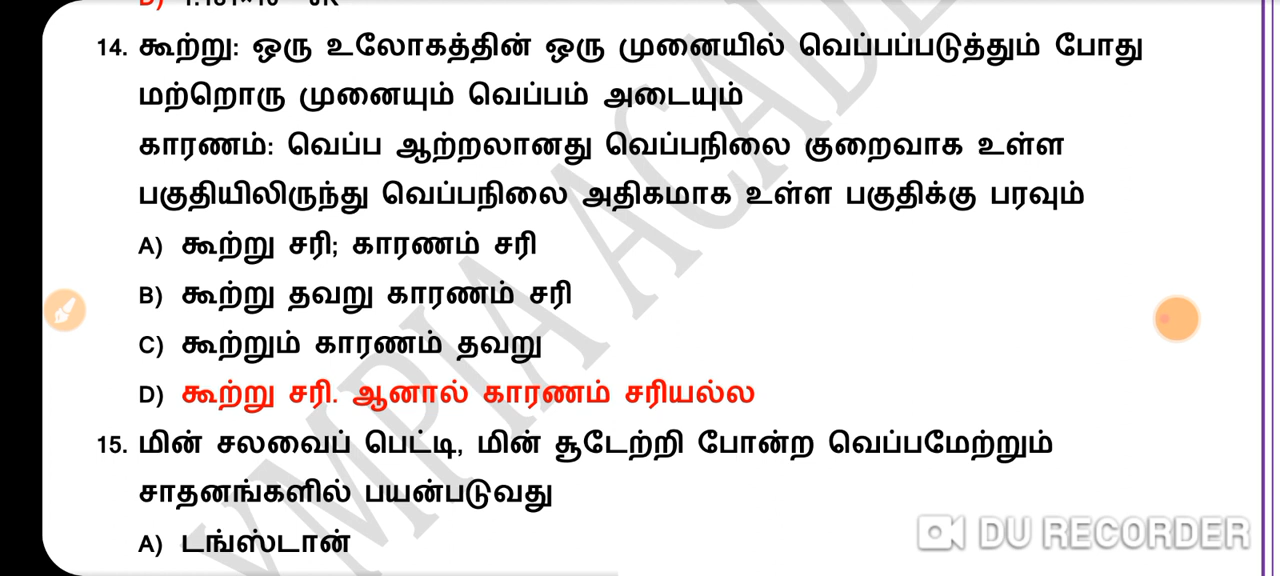 14. கூற்று: ஒரு உலோகத்தின் ஒரு முனையில் வெப்பப்படுத்தும் போது
மற்றொரு முனையும் வெப்பம் அடையும்
காரணம்: வெப்ப ஆற்றலானது வெப்பநிலை குறைவாக உள்ள
பகுதியிலிருந்து வெப்பநிலை அதிகமாக உள்ள பகுதிக்கு பரவும்
A) கூற்று சரி; காரணம் சரி
B) கூற்று தவறு காரணம் சரி
C) கூற்றும் காரணம் தவறு
D) கூற்று சரி. ஆனால் காரணம் சரியல்ல
15. மின் சலவைப் பெட்டி, மின் சூடேற்றி போன்ற வெப்பமேற்றும்
சாதனங்களில் பயன்படுவது
A) டங்ஸ்டான்
DU RECORDER